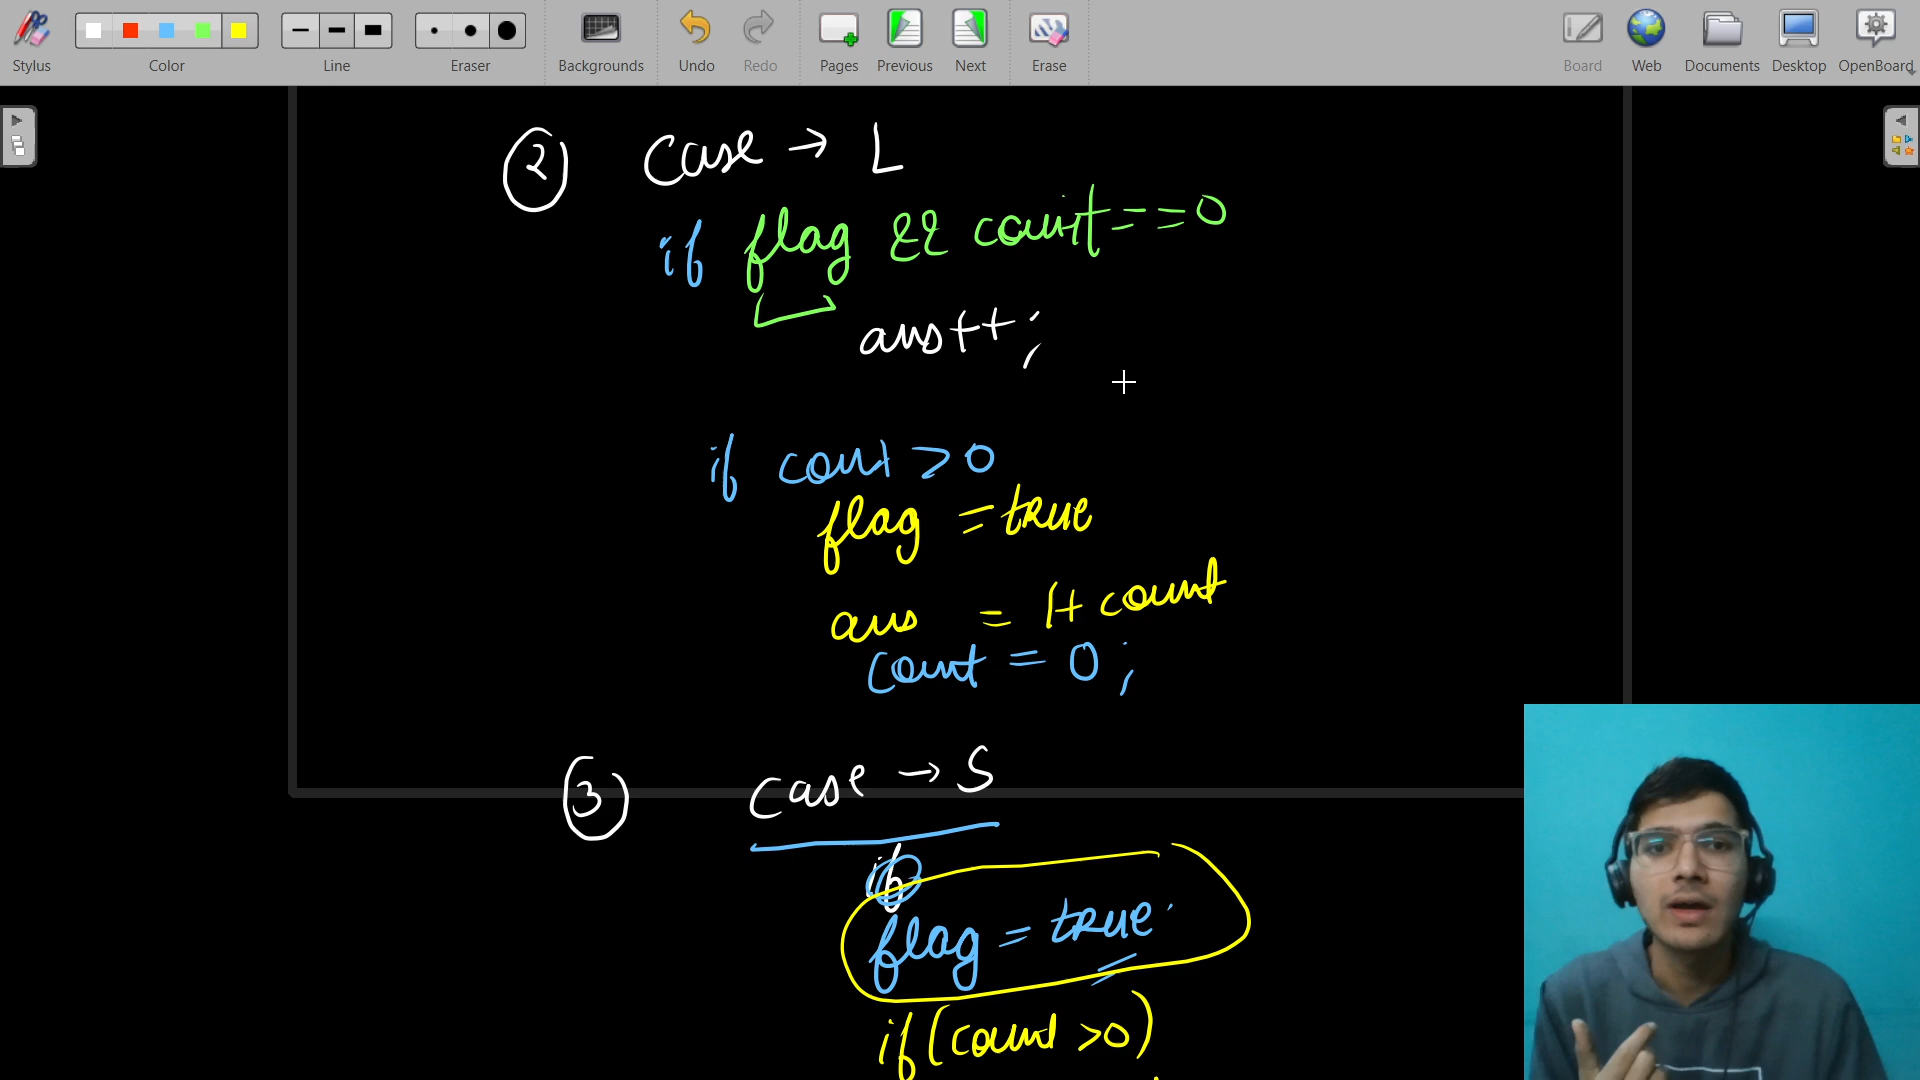 Stylus Color Line Eraser Backgrounds Undo Redo Pages Previous Next Erase Board Web Documents Desktop OpenBoard
2 Case → L
if flag && count==0
ans++;
if count >0
flag =true
ans = 1+ count
count = 0;
3 case → S
if
flag = true
if(count >0)